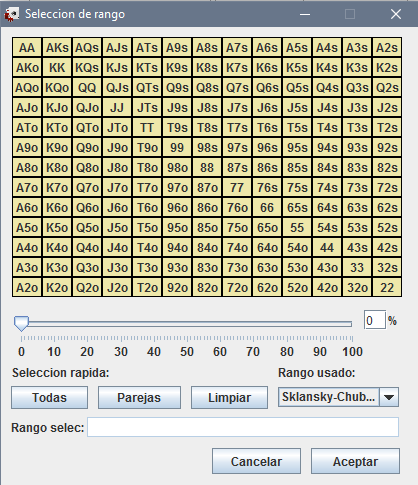 Seleccion de rango
AA AKs AQs AJs ATs A9s A8s A7s A6s A5s A4s A3s A2s
AKo KK KQs KJs KTs K9s K8s K7s K6s K5s K4s K3s K2s
AQo KQo QQ QJs QTs Q9s Q8s Q7s Q6s Q5s Q4s Q3s Q2s
AJo KJo QJo JJ JTs J9s J8s J7s J6s J5s J4s J3s J2s
ATo KTo QTo JTo TT T9s T8s T7s T6s T5s T4s T3s T2s
A9o K9o Q9o J9o T9o 99 98s 97s 96s 95s 94s 93s 92s
A8o K8o Q8o J8o T8o 98o 88 87s 86s 85s 84s 83s 82s
A7o K7o Q7o J7o T7o 97o 87o 77 76s 75s 74s 73s 72s
A6o K6o Q6o J6o T6o 96o 86o 76o 66 65s 64s 63s 62s
A5o K5o Q5o J5o T5o 95o 85o 75o 65o 55 54s 53s 52s
A4o K4o Q4o J4o T4o 94o 84o 74o 64o 54o 44 43s 42s
A3o K3o Q3o J3o T3o 93o 83o 73o 63o 53o 43o 33 32s
A2o K2o Q2o J2o T2o 92o 82o 72o 62o 52o 42o 32o 22
0 %
0 10 20 30 40 50 60 70 80 90 100
Seleccion rapida: Rango usado:
Todas Parejas Limpiar Sklansky-Chub...
Rango selec:
Cancelar Aceptar